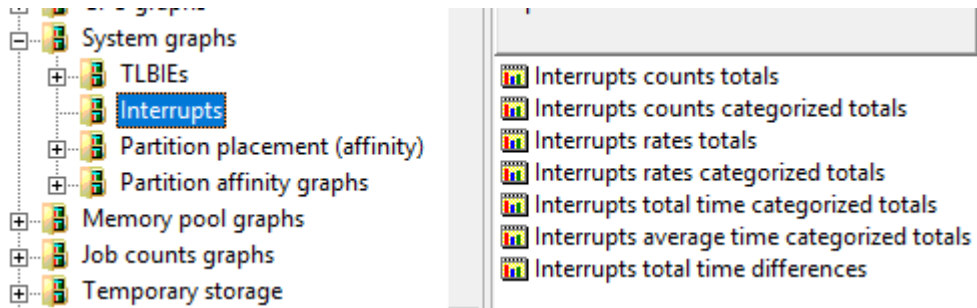 System graphs
TLBIEs
Interrupts
Partition placement (affinity)
Partition affinity graphs
Memory pool graphs
Job counts graphs
Temporary storage
Interrupts counts totals
Interrupts counts categorized totals
Interrupts rates totals
Interrupts rates categorized totals
Interrupts total time categorized totals
Interrupts average time categorized totals
Interrupts total time differences